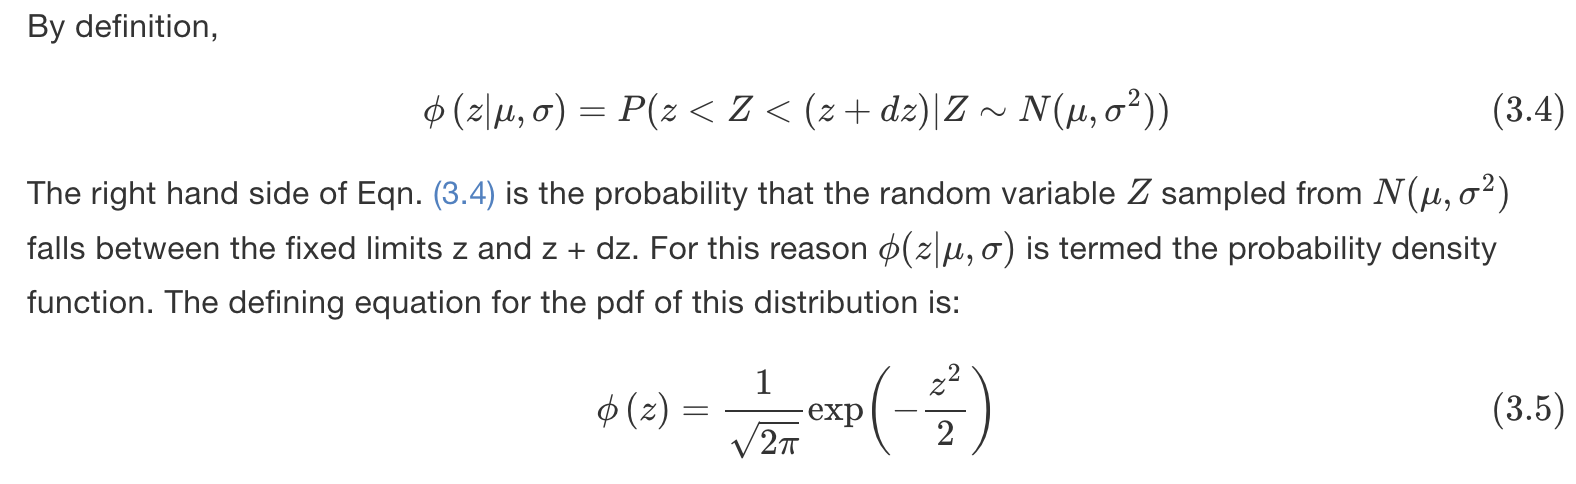 By definition,
ϕ (z|μ, σ) = P(z < Z < (z + dz)|Z ∼ N(μ, σ²)) (3.4)
The right hand side of Eqn. (3.4) is the probability that the random variable Z sampled from N(μ, σ²)
falls between the fixed limits z and z + dz. For this reason ϕ(z|μ, σ) is termed the probability density
function. The defining equation for the pdf of this distribution is:
ϕ (z) = 1/√2π exp(−z²/2) (3.5)